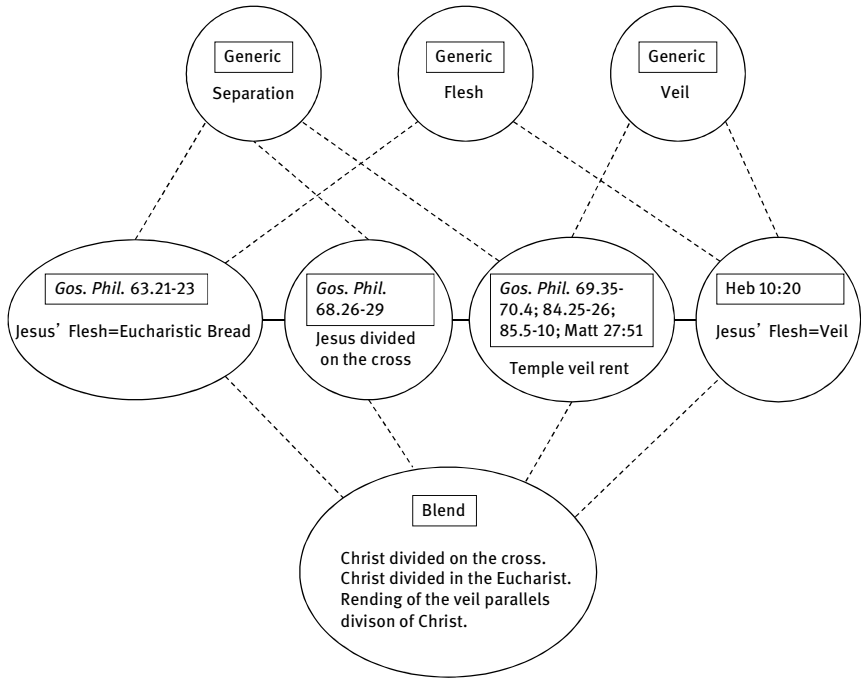 Generic
Separation
Generic
Flesh
Generic
Veil
Gos. Phil. 63.21-23
Jesus’ Flesh=Eucharistic Bread
Gos. Phil.
68.26-29
Jesus divided
on the cross
Gos. Phil. 69.35-
70.4; 84.25-26;
85.5-10; Matt 27:51
Temple veil rent
Heb 10:20
Jesus’ Flesh=Veil
Blend
Christ divided on the cross.
Christ divided in the Eucharist.
Rending of the veil parallels
divison of Christ.